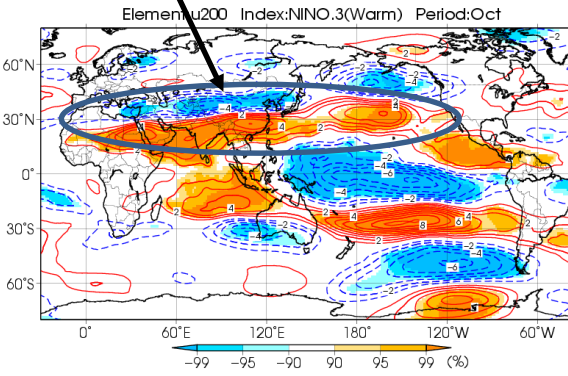 Element:u200 Index:NINO.3(Warm) Period:Oct
60°N
30°N
0°
30°S
60°S
0° 60°E 120°E 180° 120°W 60°W
−99 −95 −90 90 95 99 (%)